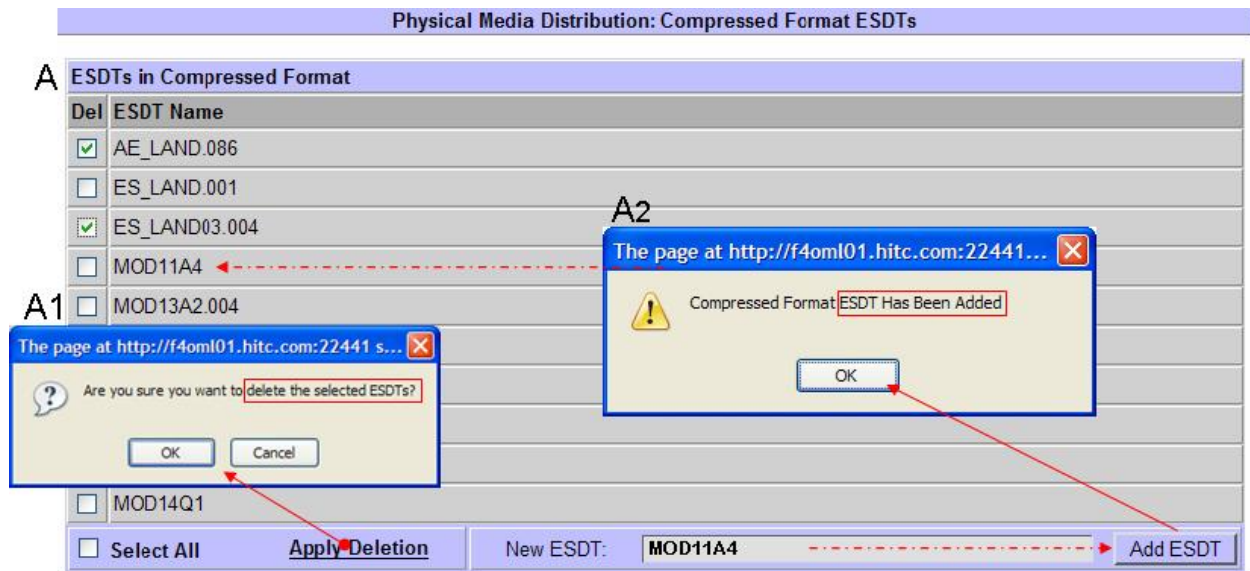 Physical Media Distribution: Compressed Format ESDTs
A
ESDTs in Compressed Format
Del ESDT Name
AE_LAND.086
ES_LAND.001
ES_LAND03.004
MOD11A4
MOD13A2.004
A2
The page at http://f4oml01.hitc.com:22441...
Compressed Format ESDT Has Been Added
OK
A1
The page at http://f4oml01.hitc.com:22441 s...
Are you sure you want to delete the selected ESDTs?
OK Cancel
MOD14Q1
Select All Apply Deletion New ESDT: MOD11A4 Add ESDT